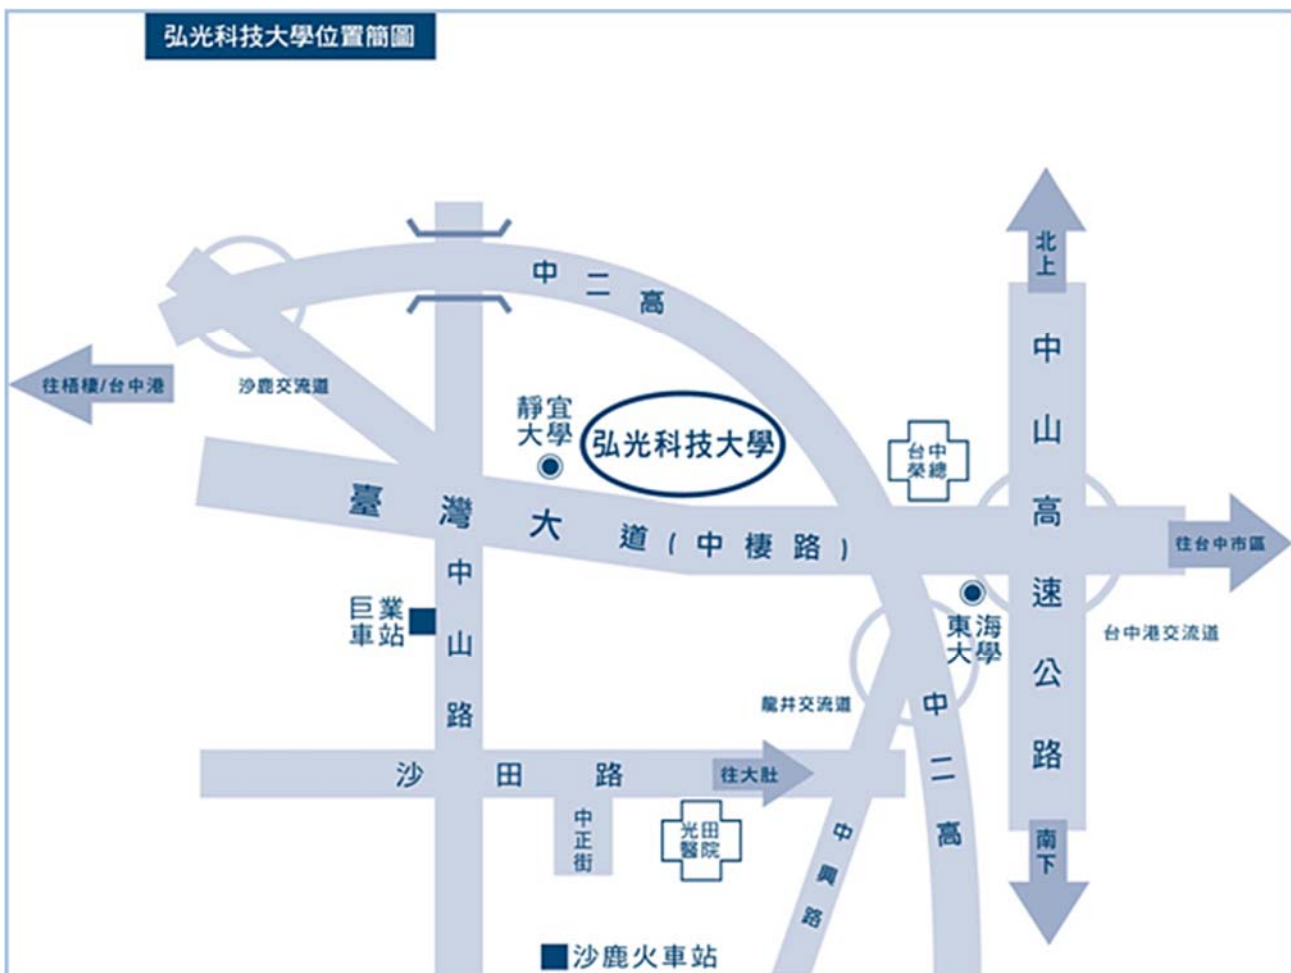 弘光科技大學位置簡圖
北上
中二高
中山高速公路
往梧棲/台中港
沙鹿交流道
靜宜
大學
弘光科技大學
台中
榮總
臺灣大道(中棲路)
往台中市區
中山路
巨業
車站
東海
大學
台中港交流道
龍井交流道
中二高
沙田路
往大肚
中正街
光田
醫院
中興路
南下
沙鹿火車站